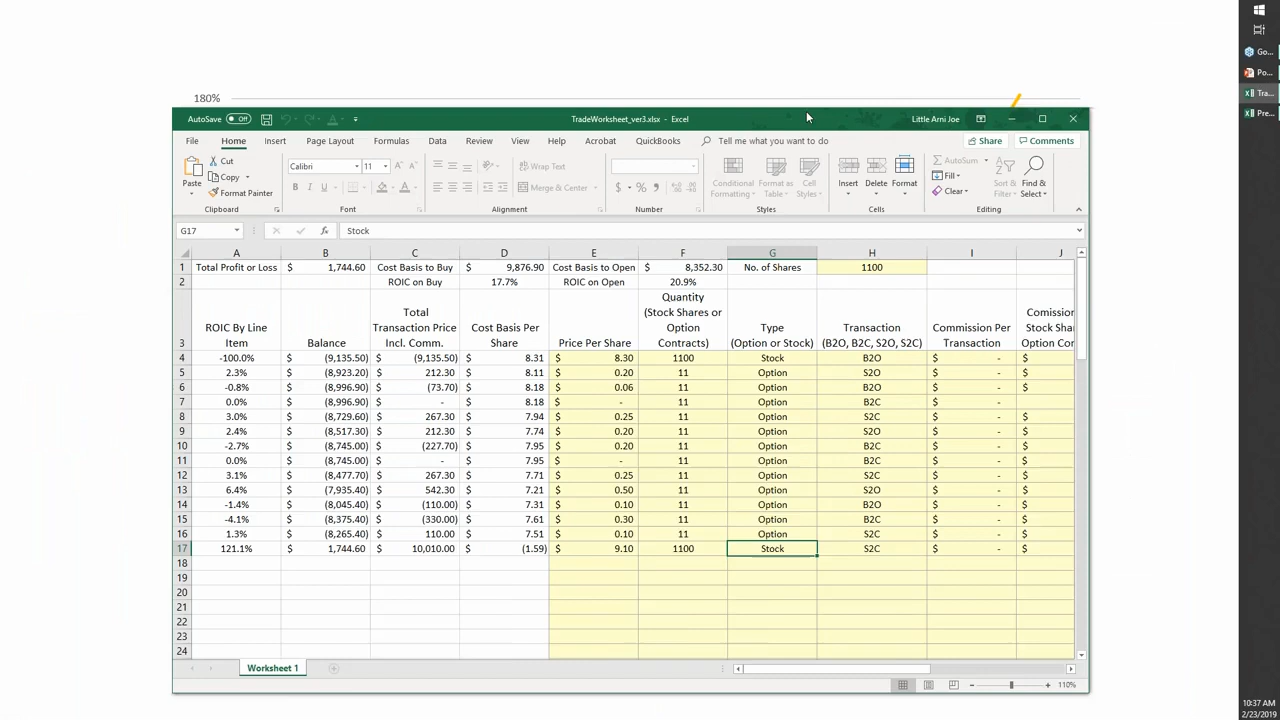 180%
AutoSave Off TradeWorksheet_ver3.xlsx - Excel Little Arni Joe
File Home Insert Page Layout Formulas Data Review View Help Acrobat QuickBooks Tell me what you want to do Share Comments
Paste Cut Copy Format Painter Clipboard
Calibri 11 A A B I U A Font
ab Wrap Text Merge & Center Alignment
$ % , Number
Conditional Formatting Format as Table Cell Styles Styles
Insert Delete Format Cells
AutoSum Fill Clear Sort & Filter Find & Select Editing
G17 fx Stock
A B C D E F G H I J
1 Total Profit or Loss $ 1,744.60 Cost Basis to Buy $ 9,876.90 Cost Basis to Open $ 8,352.30 No. of Shares 1100
2 ROIC on Buy 17.7% ROIC on Open 20.9%
3 ROIC By Line Item Balance Total Transaction Price Incl. Comm. Cost Basis Per Share Price Per Share Quantity (Stock Shares or Option Contracts) Type (Option or Stock) Transaction (B2O, B2C, S2O, S2C) Commission Per Transaction Comission Stock Sha Option Con
4 -100.0% $ (9,135.50) $ (9,135.50) $ 8.31 $ 8.30 1100 Stock B2O $ - $
5 2.3% $ (8,923.20) $ 212.30 $ 8.11 $ 0.20 11 Option S2O $ - $
6 -0.8% $ (8,996.90) $ (73.70) $ 8.18 $ 0.06 11 Option B2O $ - $
7 0.0% $ (8,996.90) $ - $ 8.18 $ - 11 Option B2C $ -
8 3.0% $ (8,729.60) $ 267.30 $ 7.94 $ 0.25 11 Option S2C $ - $
9 2.4% $ (8,517.30) $ 212.30 $ 7.74 $ 0.20 11 Option S2O $ - $
10 -2.7% $ (8,745.00) $ (227.70) $ 7.95 $ 0.20 11 Option B2C $ - $
11 0.0% $ (8,745.00) $ - $ 7.95 $ - 11 Option B2C $ -
12 3.1% $ (8,477.70) $ 267.30 $ 7.71 $ 0.25 11 Option S2C $ - $
13 6.4% $ (7,935.40) $ 542.30 $ 7.21 $ 0.50 11 Option S2O $ - $
14 -1.4% $ (8,045.40) $ (110.00) $ 7.31 $ 0.10 11 Option B2O $ - $
15 -4.1% $ (8,375.40) $ (330.00) $ 7.61 $ 0.30 11 Option B2C $ - $
16 1.3% $ (8,265.40) $ 110.00 $ 7.51 $ 0.10 11 Option S2C $ - $
17 121.1% $ 1,744.60 $ 10,010.00 $ (1.59) $ 9.10 1100 Stock S2C $ - $
18
19
20
21
22
23
24
Worksheet 1
110%
Go...
Po...
Tra...
Pre...
10:37 AM
2/23/2019